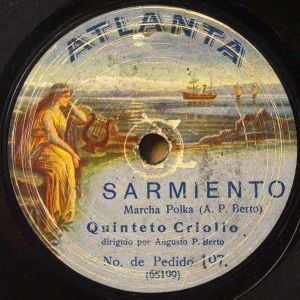 ATLANTA
SARMIENTO
Marcha Polka (A. P. Berto)
Quinteto Criollo
dirigido por Augusto P. Berto
No. de Pedido 107.
(65109)